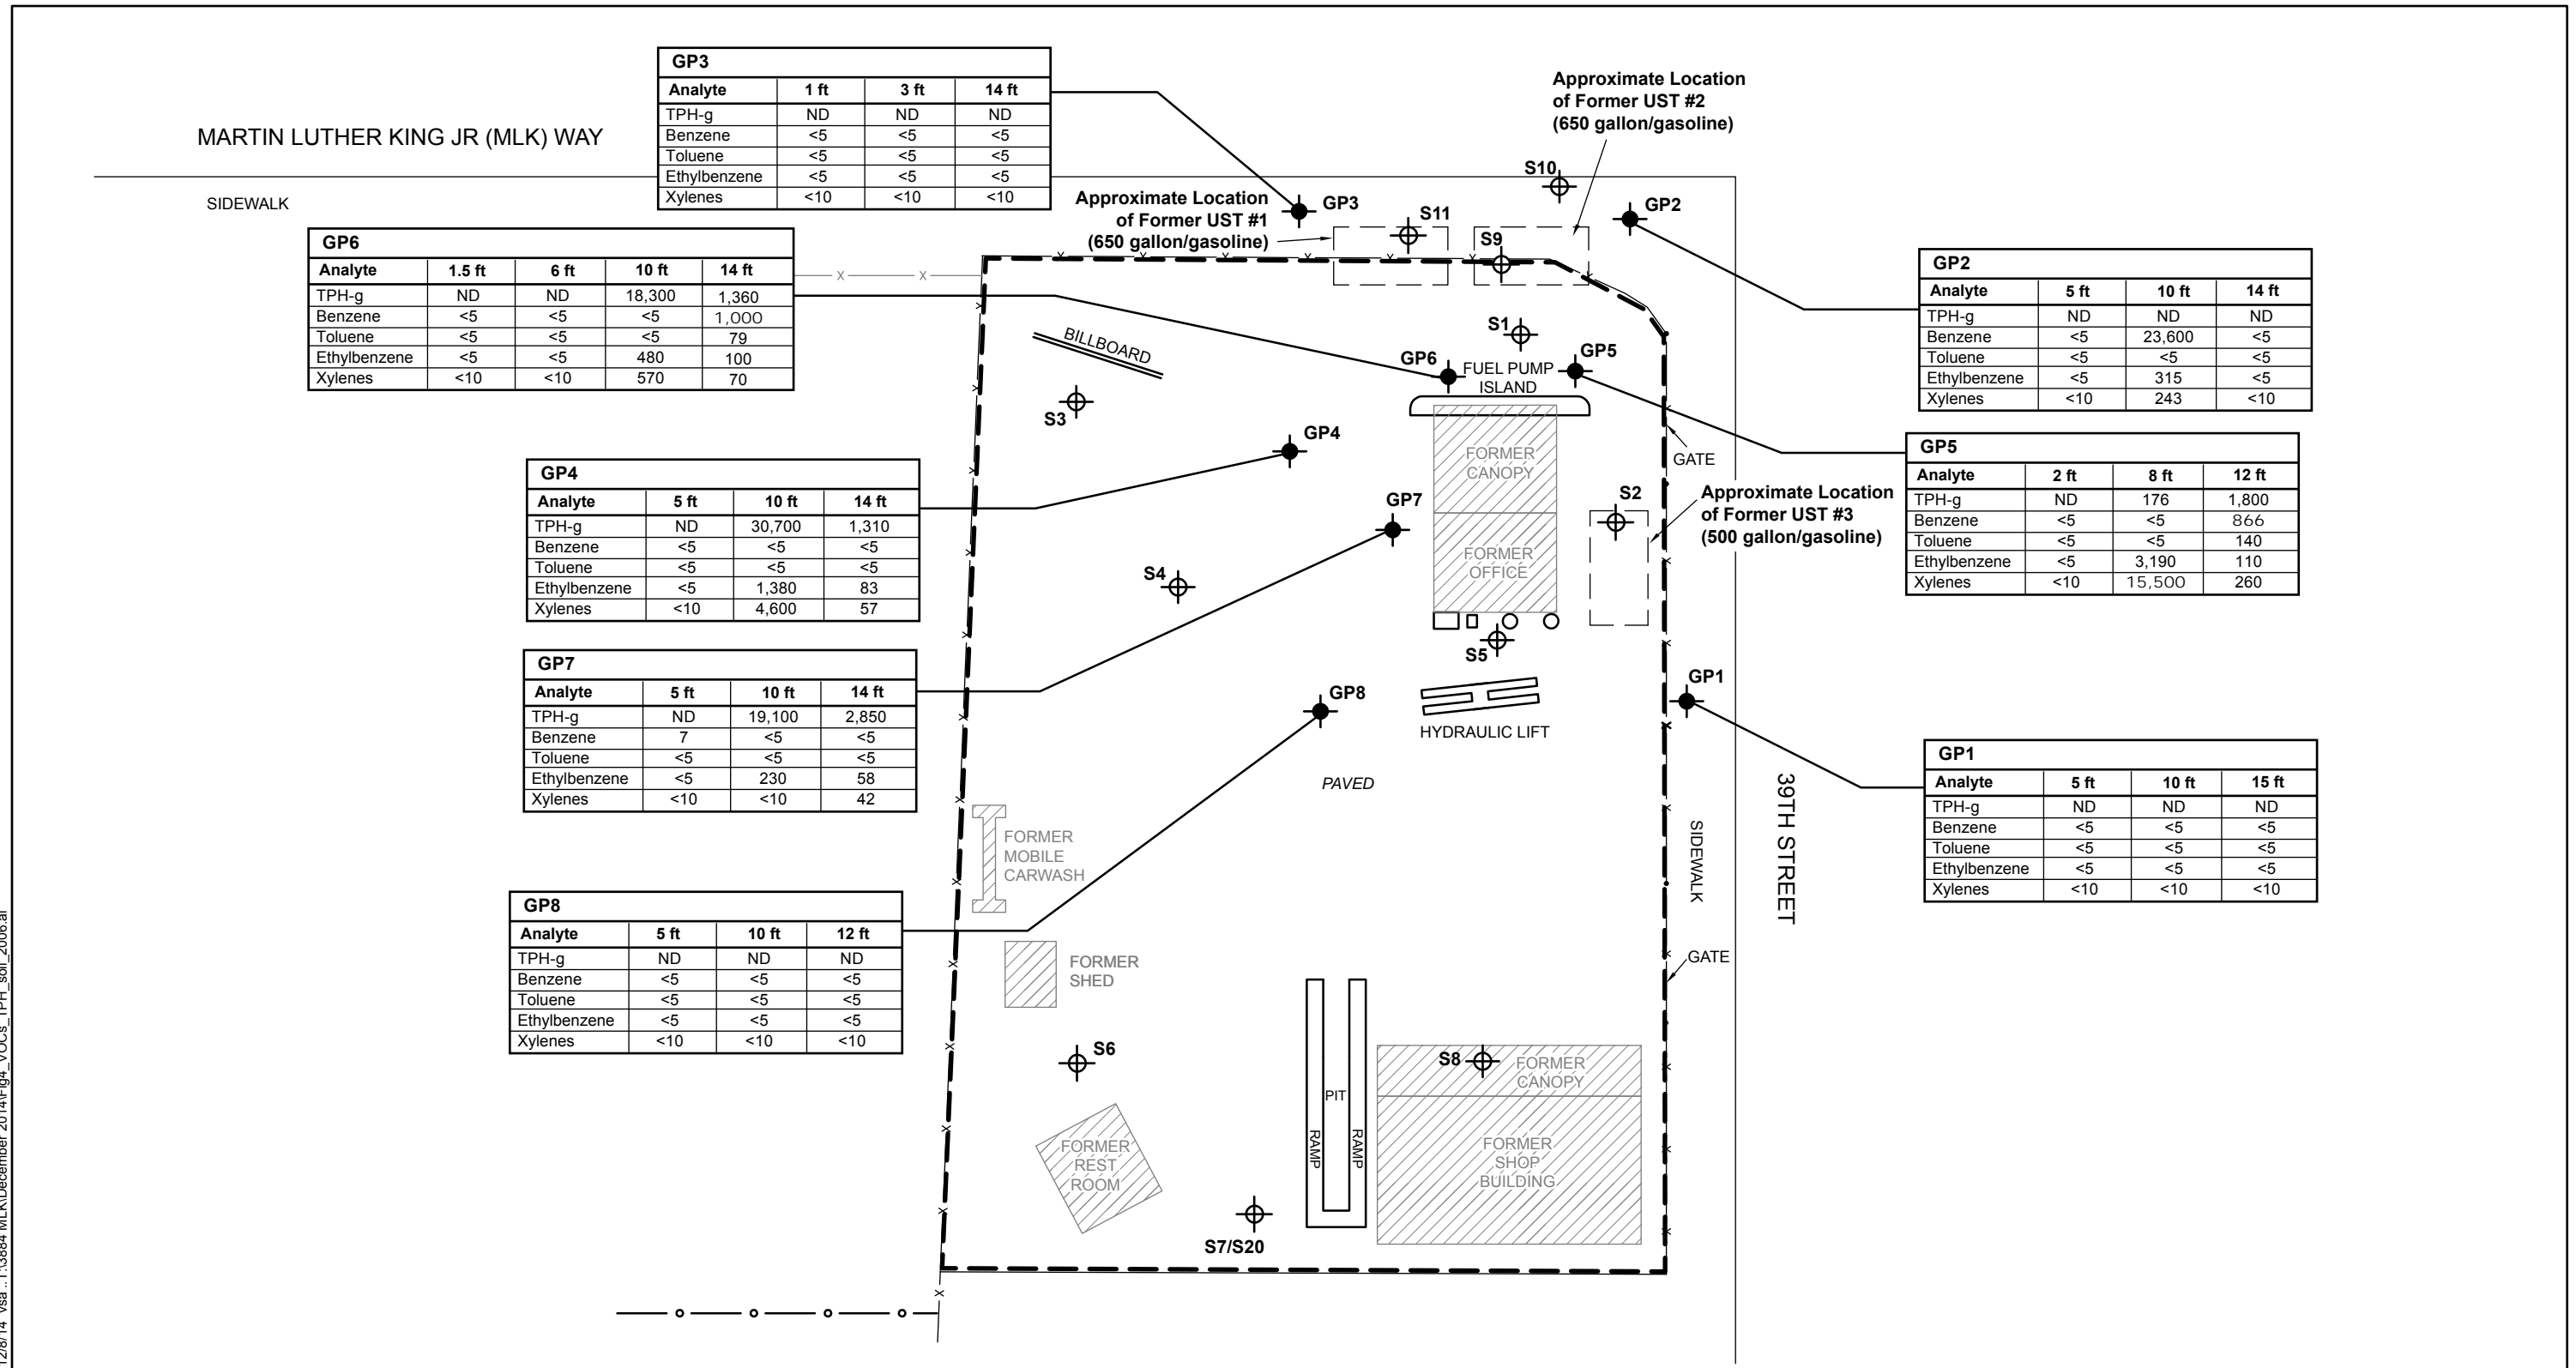 GP3
Analyte 1 ft 3 ft 14 ft
TPH-g ND ND ND
Benzene <5 <5 <5
Toluene <5 <5 <5
Ethylbenzene <5 <5 <5
Xylenes <10 <10 <10
MARTIN LUTHER KING JR (MLK) WAY
SIDEWALK
Approximate Location
of Former UST #2
(650 gallon/gasoline)
S10
GP2
Approximate Location
of Former UST #1
(650 gallon/gasoline)
GP3
S11
S9
GP6
Analyte 1.5 ft 6 ft 10 ft 14 ft
TPH-g ND ND 18,300 1,360
Benzene <5 <5 <5 1,000
Toluene <5 <5 <5 79
Ethylbenzene <5 <5 480 100
Xylenes <10 <10 570 70
x x
GP2
Analyte 5 ft 10 ft 14 ft
TPH-g ND ND ND
Benzene <5 23,600 <5
Toluene <5 <5 <5
Ethylbenzene <5 315 <5
Xylenes <10 243 <10
BILLBOARD
S1
GP6
FUEL PUMP
ISLAND
GP5
S3
GP4
FORMER
CANOPY
GATE
GP5
Analyte 2 ft 8 ft 12 ft
TPH-g ND 176 1,800
Benzene <5 <5 866
Toluene <5 <5 140
Ethylbenzene <5 3,190 110
Xylenes <10 15,500 260
GP4
Analyte 5 ft 10 ft 14 ft
TPH-g ND 30,700 1,310
Benzene <5 <5 <5
Toluene <5 <5 <5
Ethylbenzene <5 1,380 83
Xylenes <10 4,600 57
GP7
S2
Approximate Location
of Former UST #3
(500 gallon/gasoline)
FORMER
OFFICE
S4
S5
GP7
Analyte 5 ft 10 ft 14 ft
TPH-g ND 19,100 2,850
Benzene 7 <5 <5
Toluene <5 <5 <5
Ethylbenzene <5 230 58
Xylenes <10 <10 42
GP8
GP1
HYDRAULIC LIFT
PAVED
GP1
Analyte 5 ft 10 ft 15 ft
TPH-g ND ND ND
Benzene <5 <5 <5
Toluene <5 <5 <5
Ethylbenzene <5 <5 <5
Xylenes <10 <10 <10
39TH STREET
SIDEWALK
FORMER
MOBILE
CARWASH
GP8
Analyte 5 ft 10 ft 12 ft
TPH-g ND ND ND
Benzene <5 <5 <5
Toluene <5 <5 <5
Ethylbenzene <5 <5 <5
Xylenes <10 <10 <10
FORMER
SHED
GATE
S6
S8
FORMER
CANOPY
PIT
RAMP
RAMP
FORMER
REST
ROOM
FORMER
SHOP
BUILDING
S7/S20
12/8/14 vsa..T:\3884 MLK\December 2014\Fig4_VOCs_TPH_soil_2006.ai